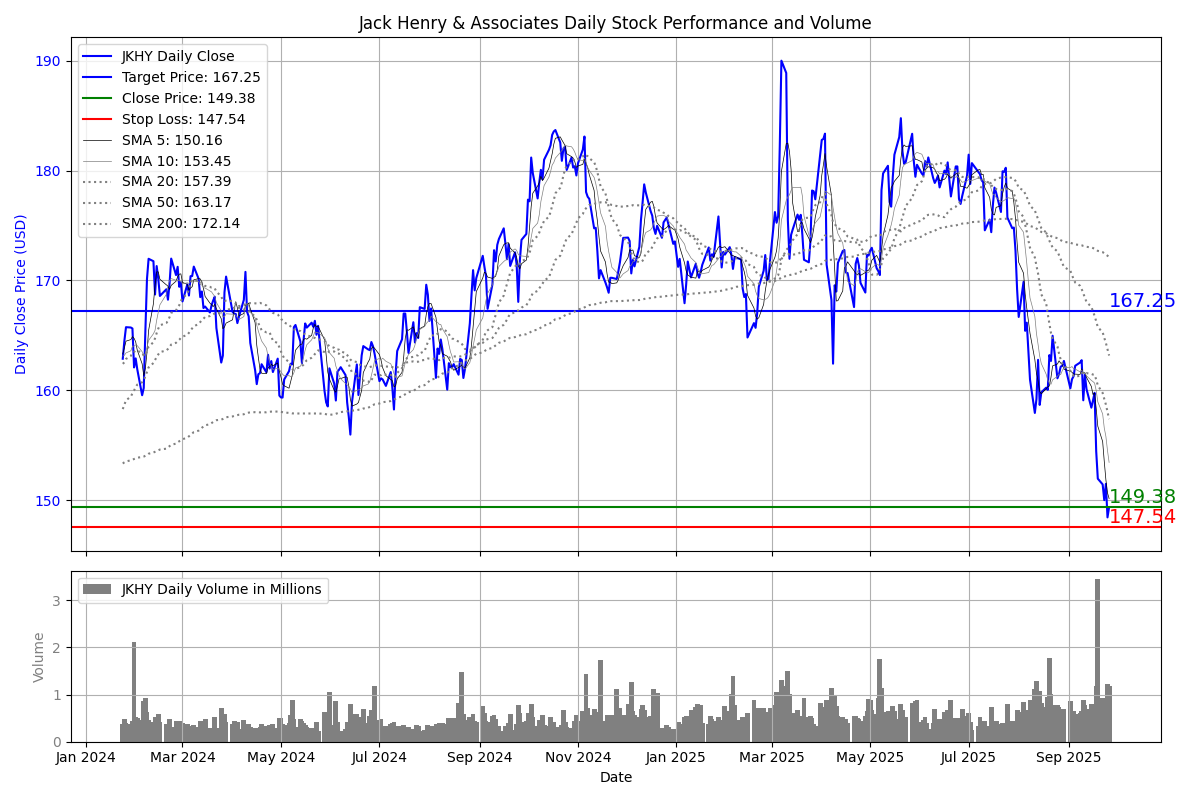 Jack Henry & Associates Daily Stock Performance and Volume
JKHY Daily Close
Target Price: 167.25
Close Price: 149.38
Stop Loss: 147.54
SMA 5: 150.16
SMA 10: 153.45
SMA 20: 157.39
SMA 50: 163.17
SMA 200: 172.14
Daily Close Price (USD)
190
180
170
160
150
167.25
149.38
147.54
JKHY Daily Volume in Millions
Volume
3
2
1
0
Jan 2024 Mar 2024 May 2024 Jul 2024 Sep 2024 Nov 2024 Jan 2025 Mar 2025 May 2025 Jul 2025 Sep 2025
Date